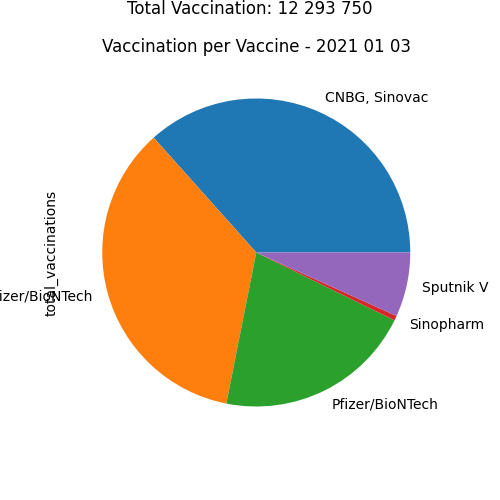 Total Vaccination: 12 293 750
Vaccination per Vaccine - 2021 01 03
CNBG, Sinovac
total_vaccinations
izer/BioNTech
Sputnik V
Sinopharm
Pfizer/BioNTech